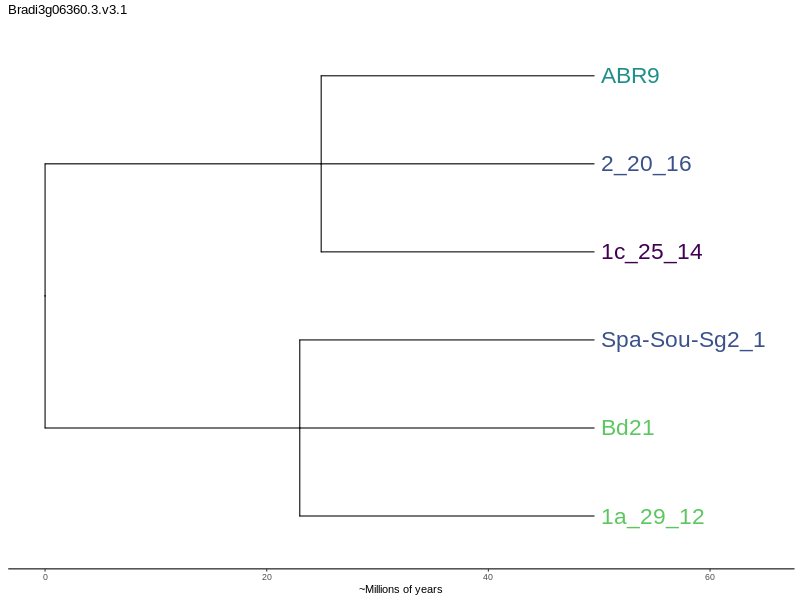 Bradi3g06360.3.v3.1
ABR9
2_20_16
1c_25_14
Spa-Sou-Sg2_1
Bd21
1a_29_12
0 20 40 60
~Millions of years